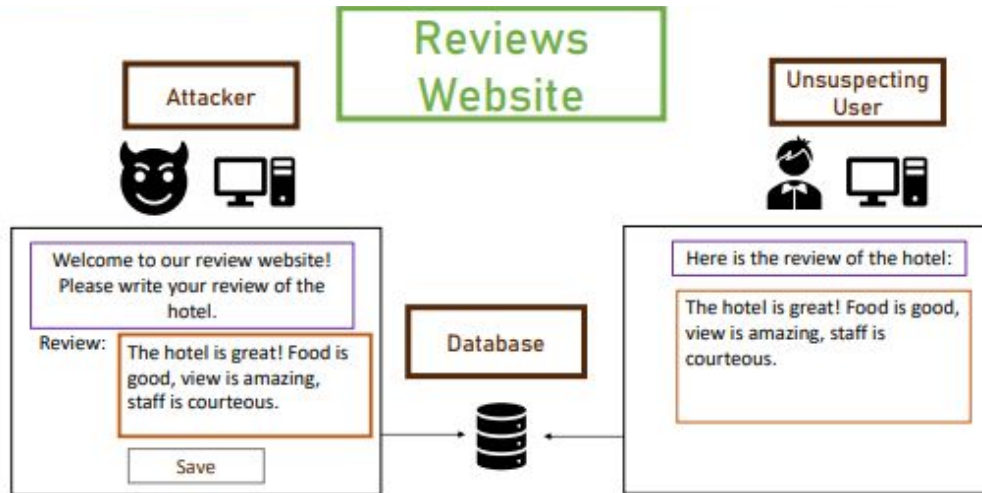 Reviews
Website
Attacker
Unsuspecting
User
Welcome to our review website!
Please write your review of the
hotel.
Review:
The hotel is great! Food is
good, view is amazing,
staff is courteous.
Save
Database
Here is the review of the hotel:
The hotel is great! Food is good,
view is amazing, staff is
courteous.